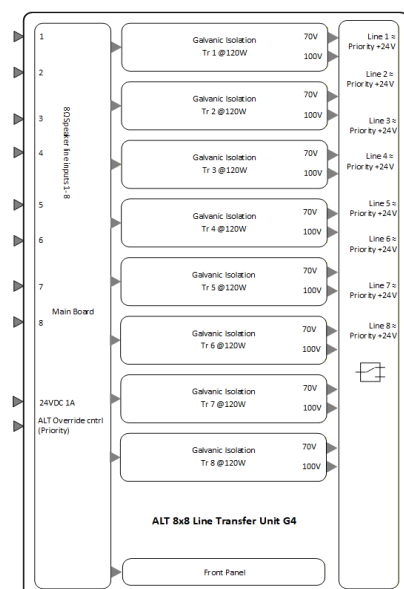 1
2
3
4
5
6
7
8
8ΩSpeaker line inputs 1-8
Main Board
24VDC 1A
ALT Override cntrl
(Priority)
Galvanic Isolation
Tr 1 @120W
70V
100V
Galvanic Isolation
Tr 2 @120W
70V
100V
Galvanic Isolation
Tr 3 @120W
70V
100V
Galvanic Isolation
Tr 4 @120W
70V
100V
Galvanic Isolation
Tr 5 @120W
70V
100V
Galvanic Isolation
Tr 6 @120W
70V
100V
Galvanic Isolation
Tr 7 @120W
70V
100V
Galvanic Isolation
Tr 8 @120W
70V
100V
ALT 8x8 Line Transfer Unit G4
Front Panel
Line 1 ≈
Priority +24V
Line 2 ≈
Priority +24V
Line 3 ≈
Priority +24V
Line 4 ≈
Priority +24V
Line 5 ≈
Priority +24V
Line 6 ≈
Priority +24V
Line 7 ≈
Priority +24V
Line 8 ≈
Priority +24V